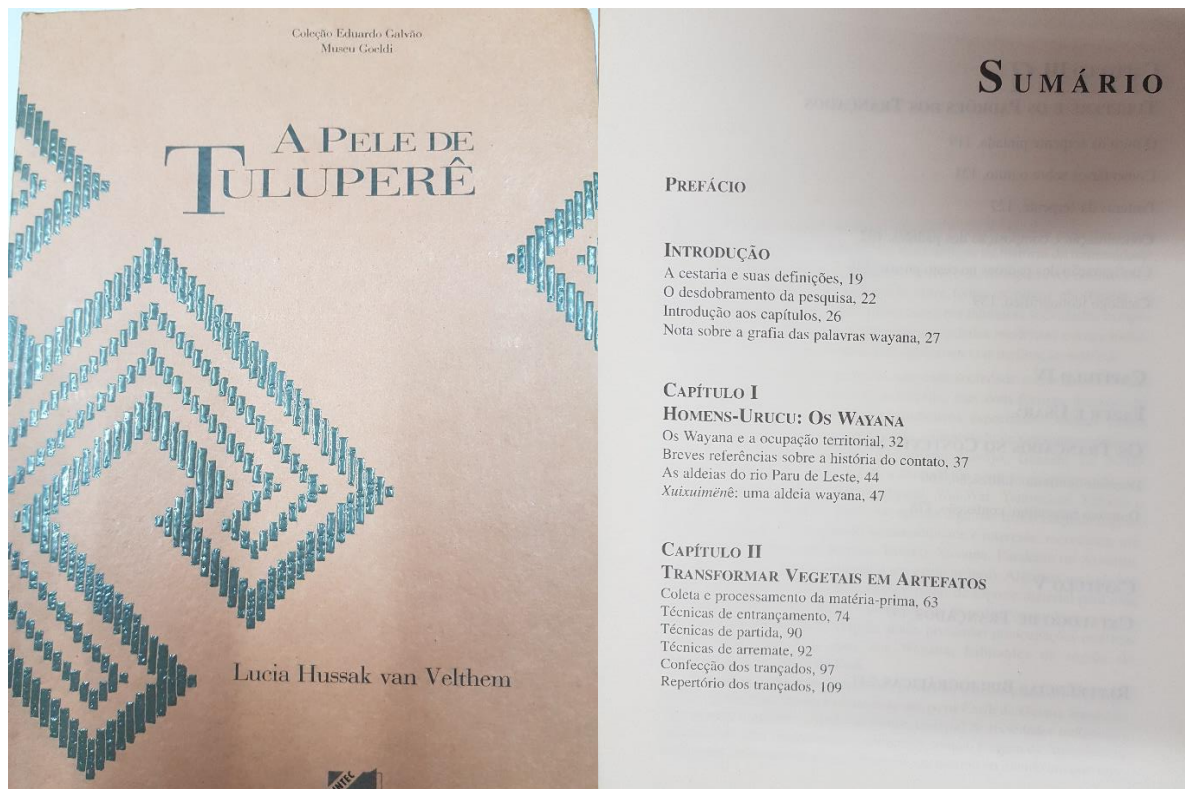 Coleção Eduardo Galvão
Museu Goeldi
A PELE DE
TULUPERÊ
Lucia Hussak van Velthem
SUMÁRIO
PREFÁCIO
INTRODUÇÃO
A cestaria e suas definições, 19
O desdobramento da pesquisa, 22
Introdução aos capítulos, 26
Nota sobre a grafia das palavras wayana, 27
CAPÍTULO I
HOMENS-URUCU: OS WAYANA
Os Wayana e a ocupação territorial, 32
Breves referências sobre a história do contato, 37
As aldeias do rio Paru de Leste, 44
Xuixuimënê: uma aldeia wayana, 47
CAPÍTULO II
TRANSFORMAR VEGETAIS EM ARTEFATOS
Coleta e processamento da matéria-prima, 63
Técnicas de entrançamento, 74
Técnicas de partida, 90
Técnicas de arremate, 92
Confecção dos trançados, 97
Repertório dos trançados, 109